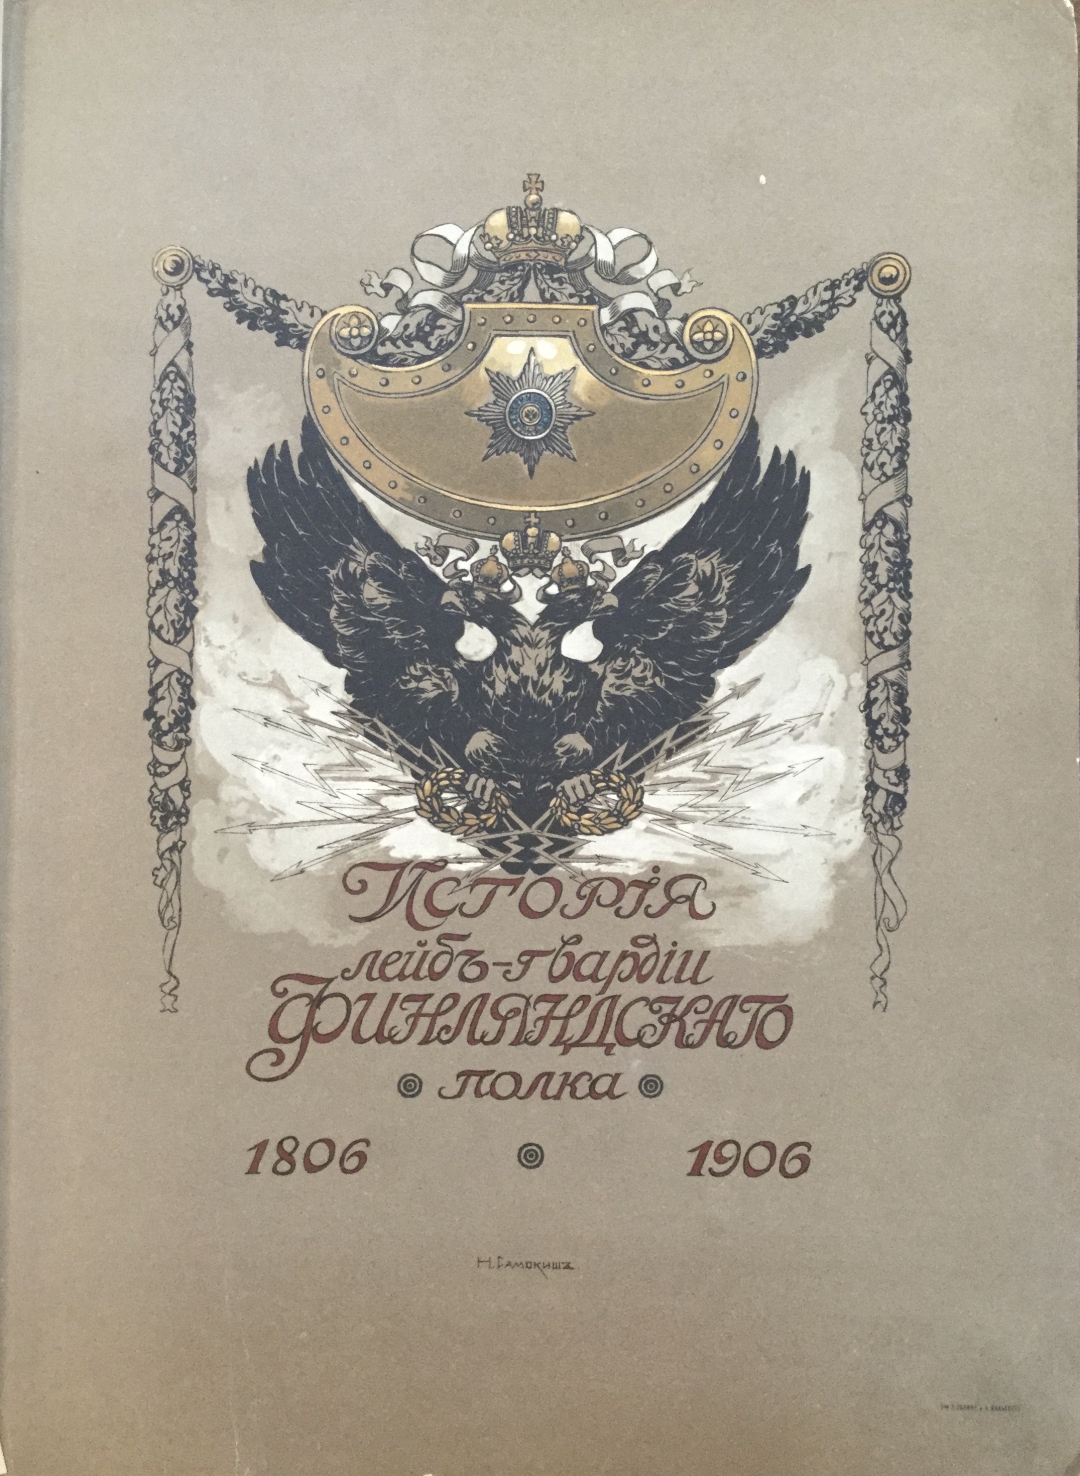 Исторія
лейбъ-гвардіи
Финляндскаго
полка
1806 1906
Н. Самокишъ